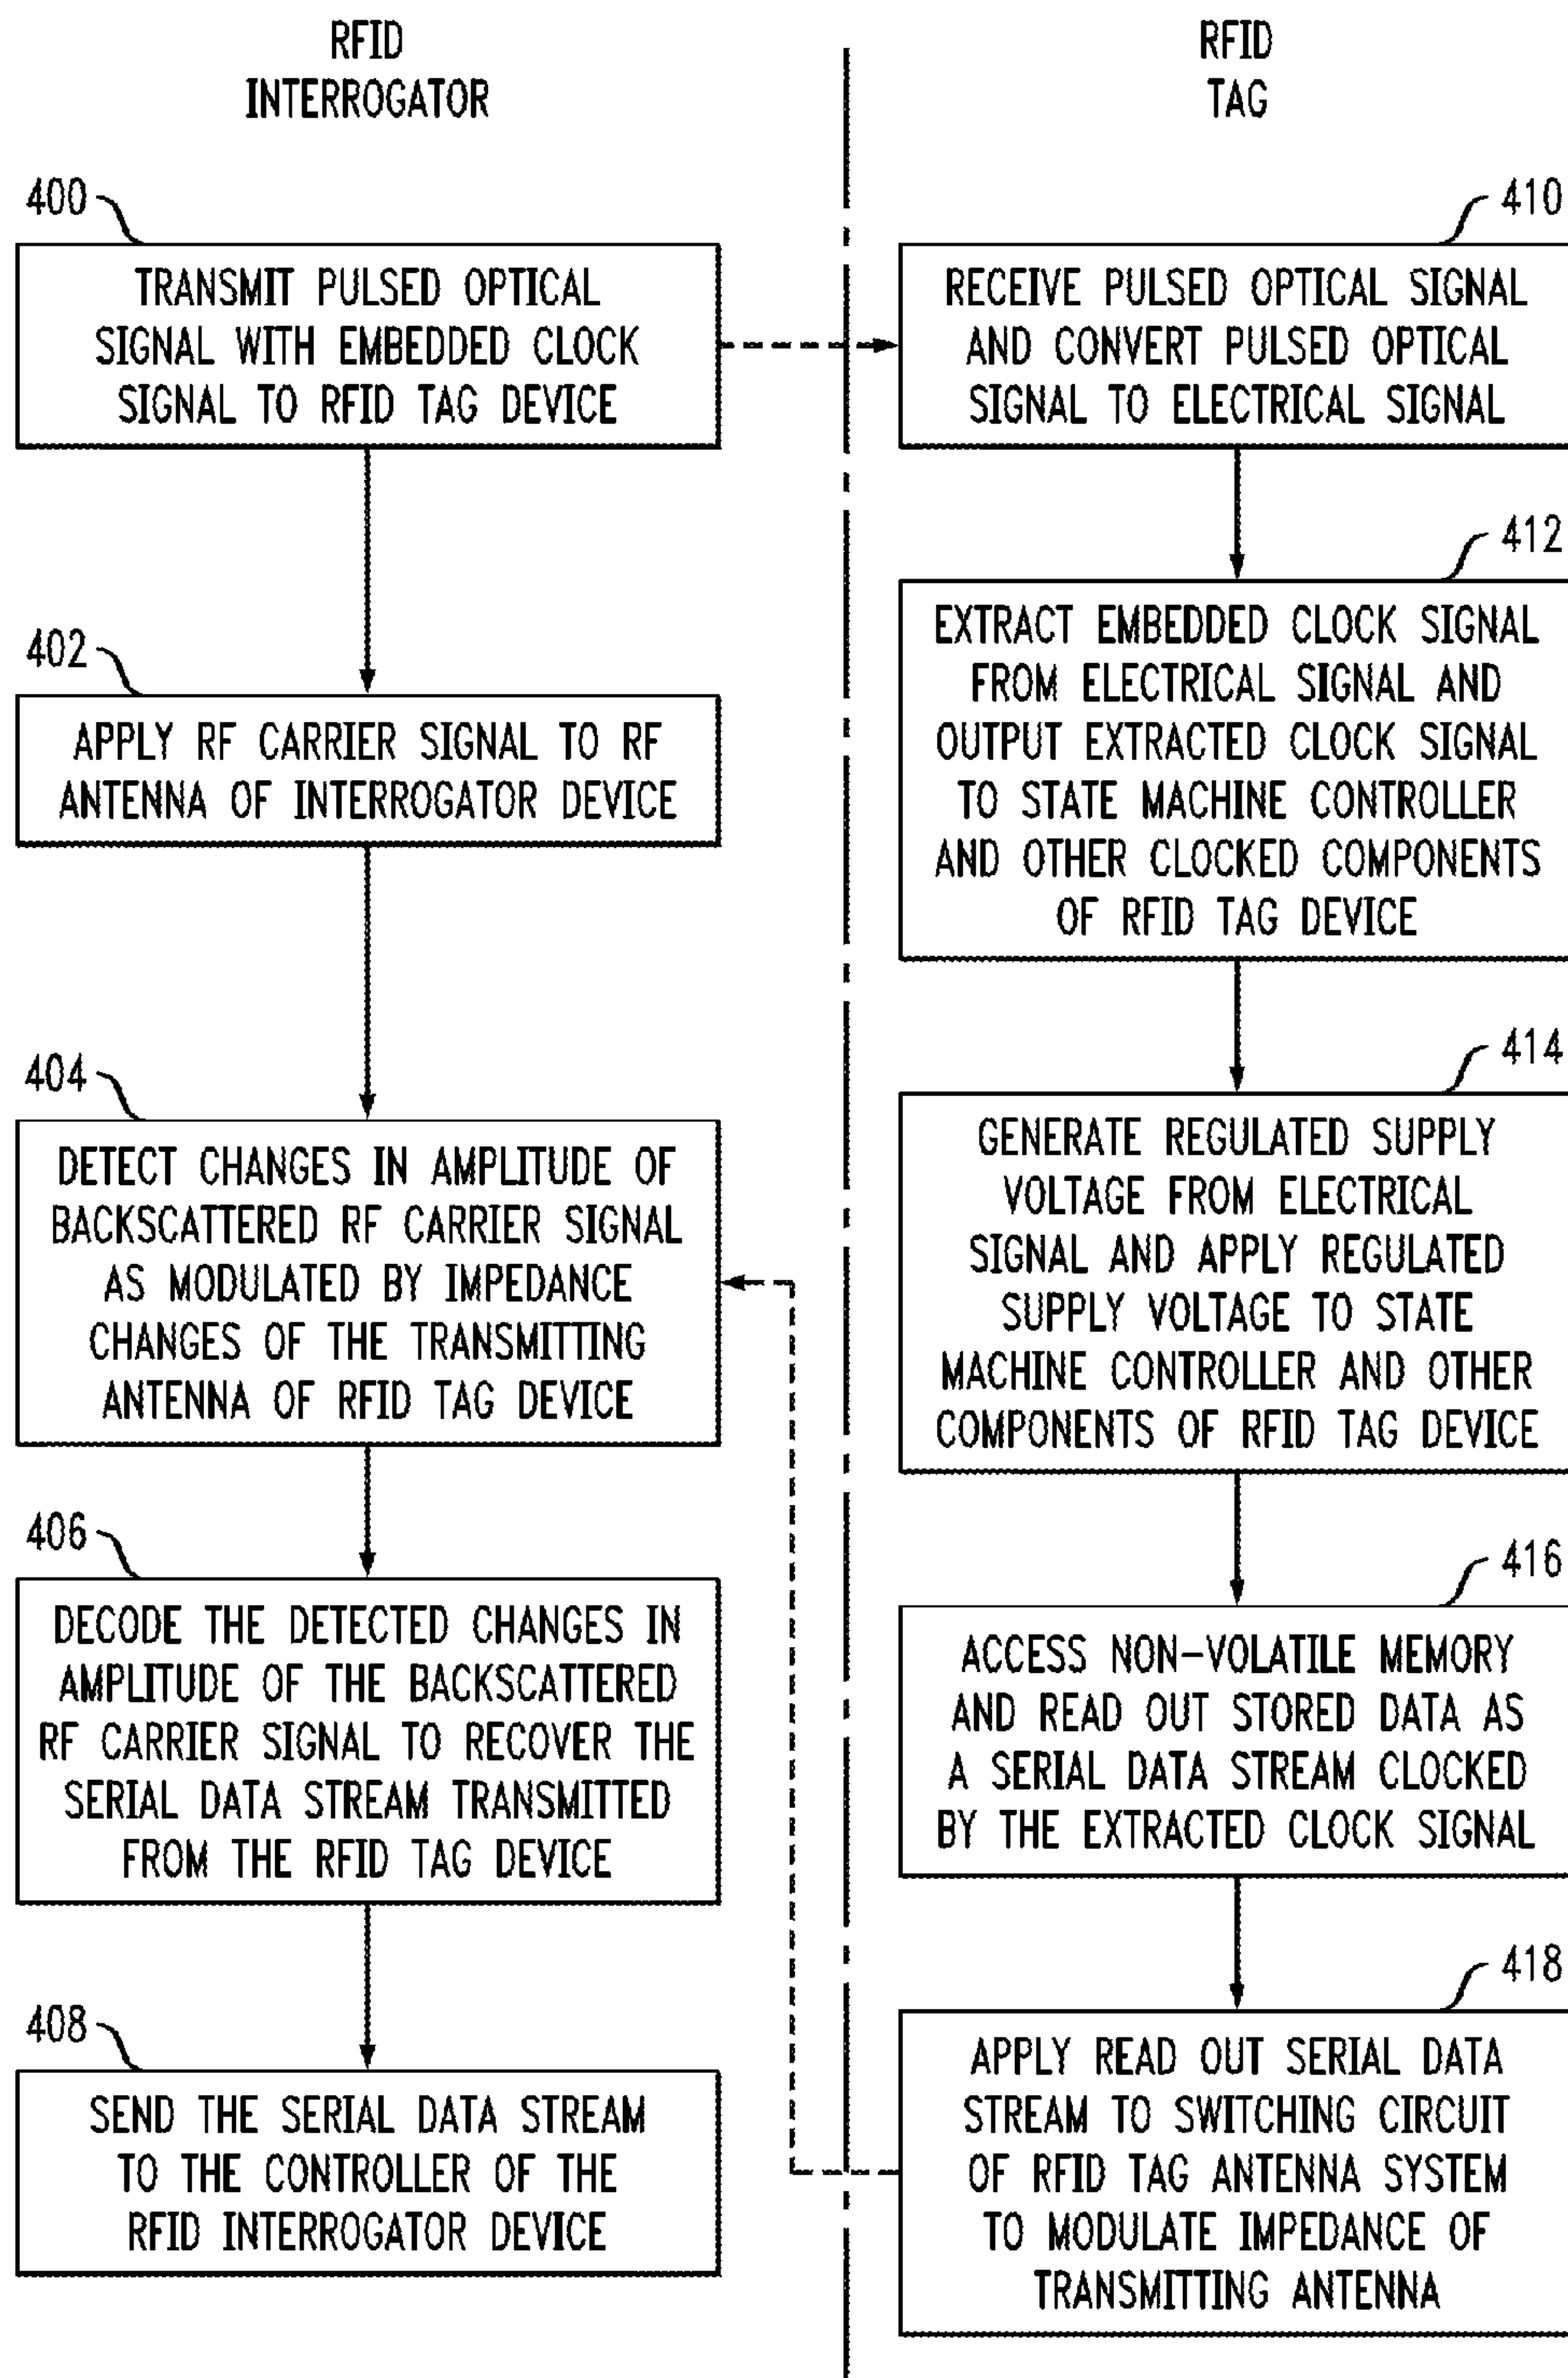 RFID
INTERROGATOR
400
TRANSMIT PULSED OPTICAL
SIGNAL WITH EMBEDDED CLOCK
SIGNAL TO RFID TAG DEVICE
402
APPLY RF CARRIER SIGNAL TO RF
ANTENNA OF INTERROGATOR DEVICE
404
DETECT CHANGES IN AMPLITUDE OF
BACKSCATTERED RF CARRIER SIGNAL
AS MODULATED BY IMPEDANCE
CHANGES OF THE TRANSMITTING
ANTENNA OF RFID TAG DEVICE
406
DECODE THE DETECTED CHANGES IN
AMPLITUDE OF THE BACKSCATTERED
RF CARRIER SIGNAL TO RECOVER THE
SERIAL DATA STREAM TRANSMITTED
FROM THE RFID TAG DEVICE
408
SEND THE SERIAL DATA STREAM
TO THE CONTROLLER OF THE
RFID INTERROGATOR DEVICE
RFID
TAG
410
RECEIVE PULSED OPTICAL SIGNAL
AND CONVERT PULSED OPTICAL
SIGNAL TO ELECTRICAL SIGNAL
412
EXTRACT EMBEDDED CLOCK SIGNAL
FROM ELECTRICAL SIGNAL AND
OUTPUT EXTRACTED CLOCK SIGNAL
TO STATE MACHINE CONTROLLER
AND OTHER CLOCKED COMPONENTS
OF RFID TAG DEVICE
414
GENERATE REGULATED SUPPLY
VOLTAGE FROM ELECTRICAL
SIGNAL AND APPLY REGULATED
SUPPLY VOLTAGE TO STATE
MACHINE CONTROLLER AND OTHER
COMPONENTS OF RFID TAG DEVICE
416
ACCESS NON-VOLATILE MEMORY
AND READ OUT STORED DATA AS
A SERIAL DATA STREAM CLOCKED
BY THE EXTRACTED CLOCK SIGNAL
418
APPLY READ OUT SERIAL DATA
STREAM TO SWITCHING CIRCUIT
OF RFID TAG ANTENNA SYSTEM
TO MODULATE IMPEDANCE OF
TRANSMITTING ANTENNA